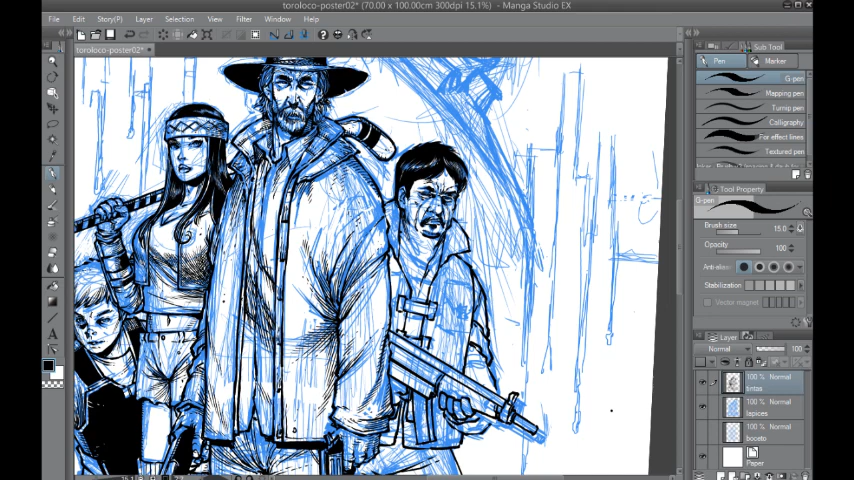 toroloco-poster02* (70.00 x 100.00cm 300dpi 15.1%) - Manga Studio EX
File Edit Story(P) Layer Selection View Filter Window Help
toroloco-poster02*
Sub Tool
Pen Marker
G-pen
Mapping pen
Turnip pen
Calligraphy
For effect lines
Textured pen
Tool Property
G-pen
Brush size 15.0
Opacity 100
Anti-alias
Stabilization
Vector magnet
Layer
Normal 100
100 % Normal
tintas
100 % Normal
lapices
100 % Normal
boceto
Paper